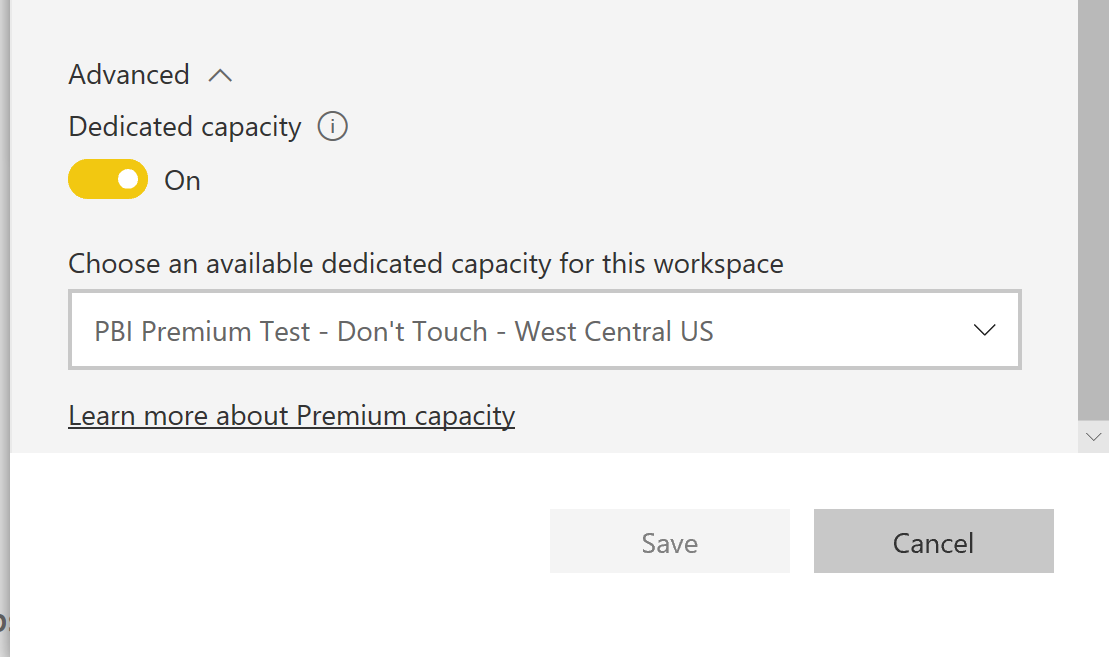 Advanced
Dedicated capacity
On
Choose an available dedicated capacity for this workspace
PBI Premium Test - Don't Touch - West Central US
Learn more about Premium capacity
Save Cancel